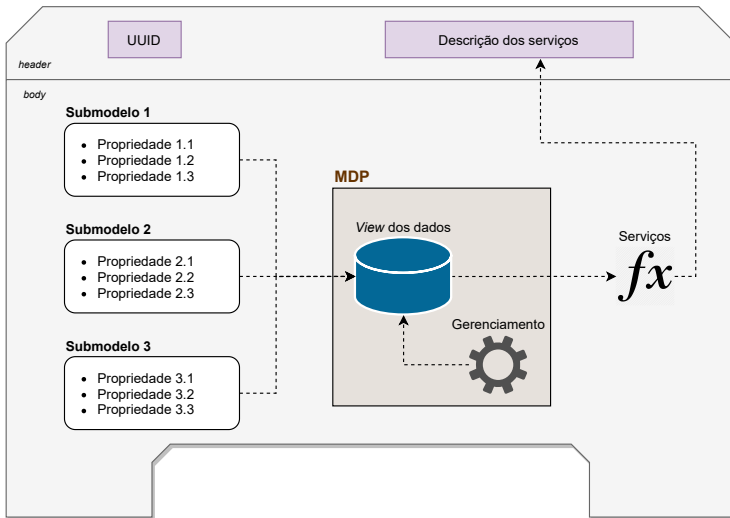 UUID
Descrição dos serviços
header
body
Submodelo 1
Propriedade 1.1
Propriedade 1.2
Propriedade 1.3
MDP
View dos dados
Submodelo 2
Propriedade 2.1
Propriedade 2.2
Propriedade 2.3
Serviços
fx
Gerenciamento
Submodelo 3
Propriedade 3.1
Propriedade 3.2
Propriedade 3.3